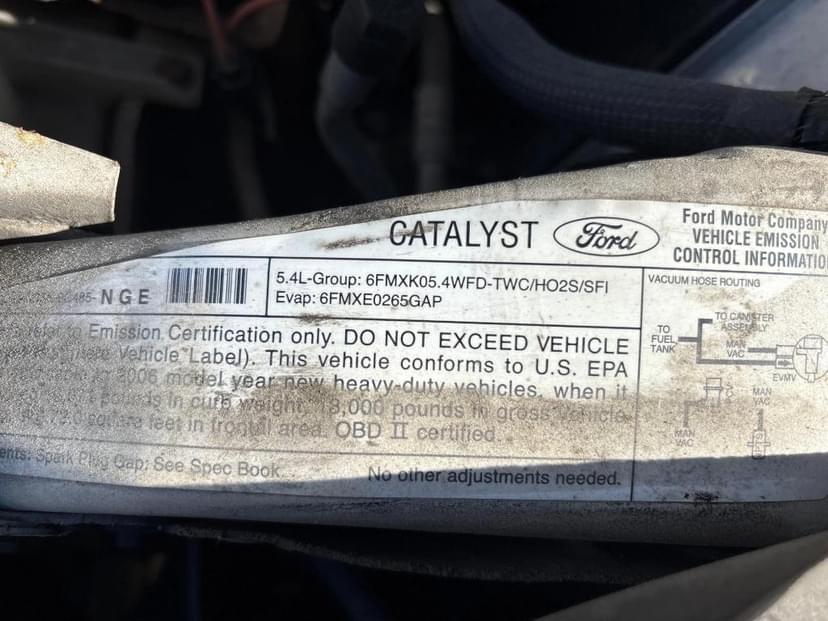 CATALYST Ford
Ford Motor Company
VEHICLE EMISSION
CONTROL INFORMATIO
NGE
5.4L-Group: 6FMXK05.4WFD-TWC/HO2S/SFI
Evap: 6FMXE0265GAP
Emission Certification only. DO NOT EXCEED VEHICLE
Vehicle Label). This vehicle conforms to U.S. EPA
2006 model year new heavy-duty vehicles, when it
pounds in curb weight, pounds in gross vehicle
square feet in frontal area. OBD II certified.
Spark Plug Gap: See Spec Book. No other adjustments needed.
VACUUM HOSE ROUTING
TO CANISTER
ASSEMBLY
TO
FUEL
TANK
MAN
VAC
EVMV
MAN
VAC
MAN
VAC